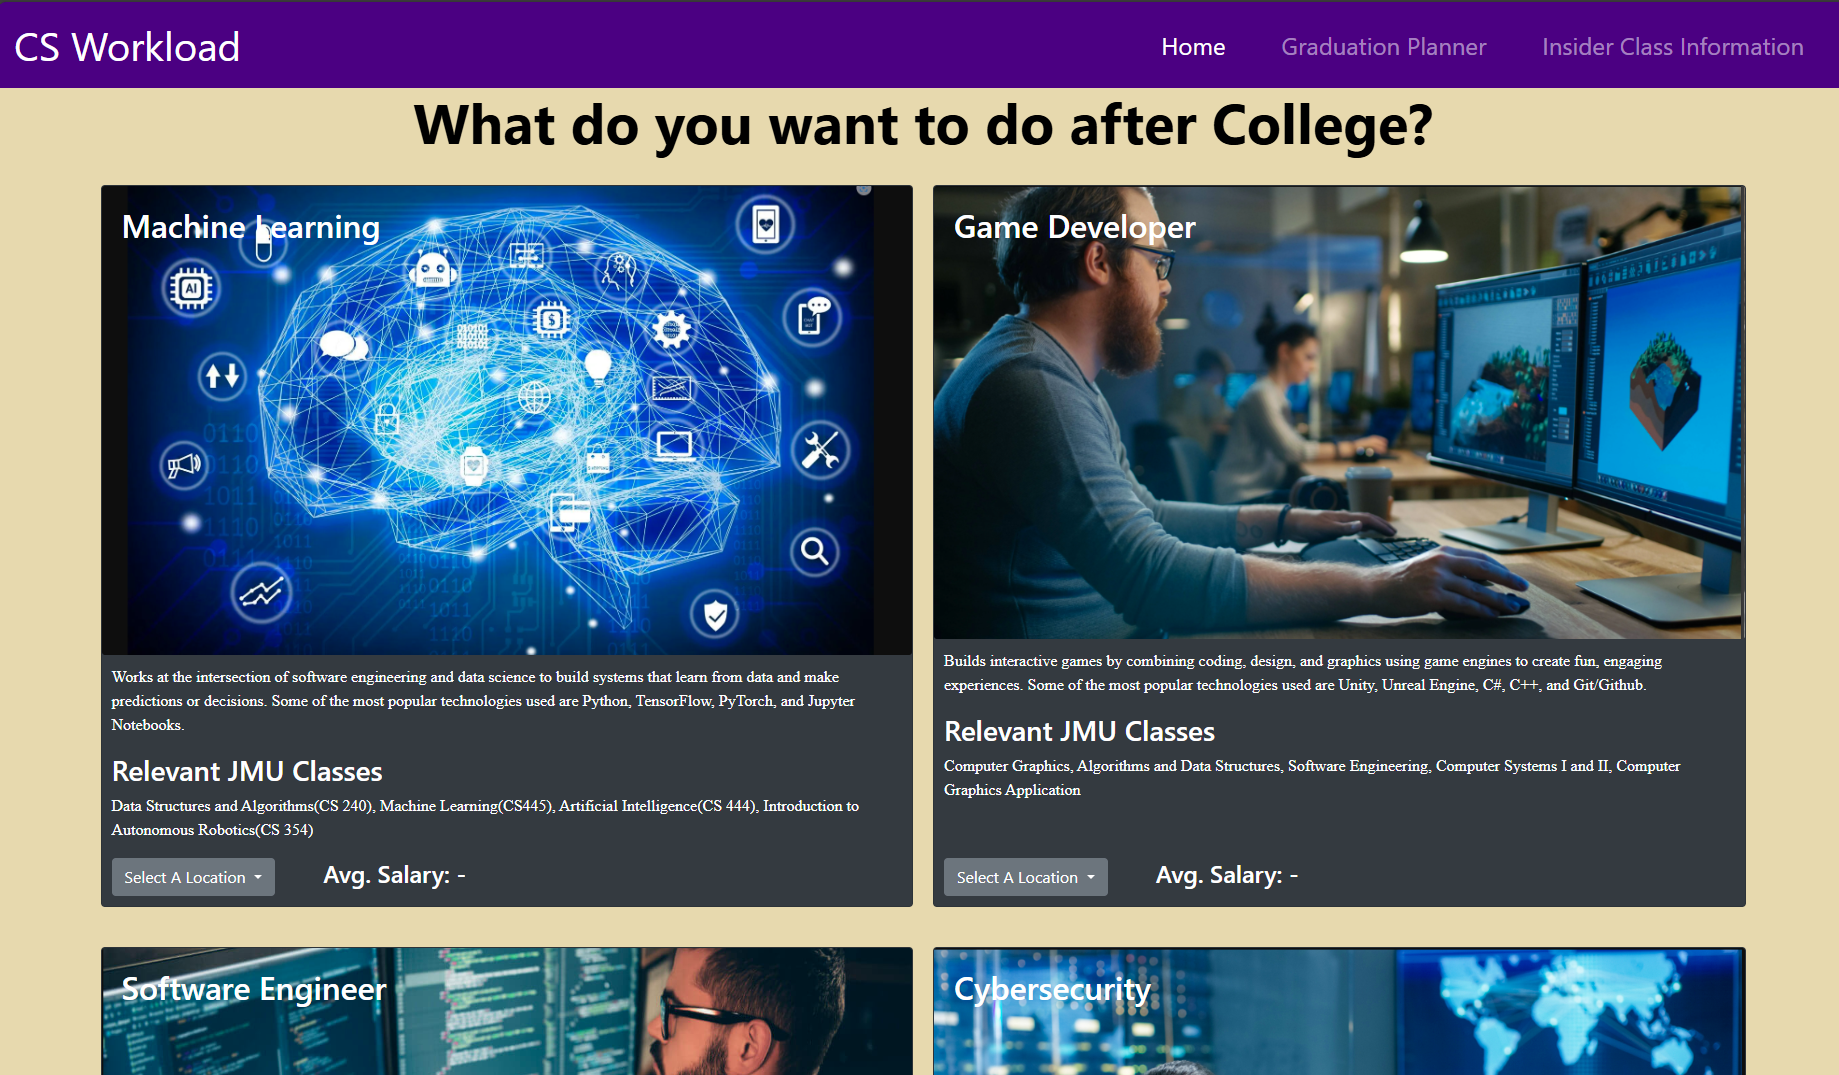 CS Workload
Home
Graduation Planner
Insider Class Information
What do you want to do after College?
Machine Learning
AI
Works at the intersection of software engineering and data science to build systems that learn from data and make
predictions or decisions. Some of the most popular technologies used are Python, TensorFlow, PyTorch, and Jupyter
Notebooks.
Relevant JMU Classes
Data Structures and Algorithms(CS 240), Machine Learning(CS445), Artificial Intelligence(CS 444), Introduction to
Autonomous Robotics(CS 354)
Select A Location
Avg. Salary: -
Game Developer
Builds interactive games by combining coding, design, and graphics using game engines to create fun, engaging
experiences. Some of the most popular technologies used are Unity, Unreal Engine, C#, C++, and Git/Github.
Relevant JMU Classes
Computer Graphics, Algorithms and Data Structures, Software Engineering, Computer Systems I and II, Computer
Graphics Application
Select A Location
Avg. Salary: -
Software Engineer
Cybersecurity